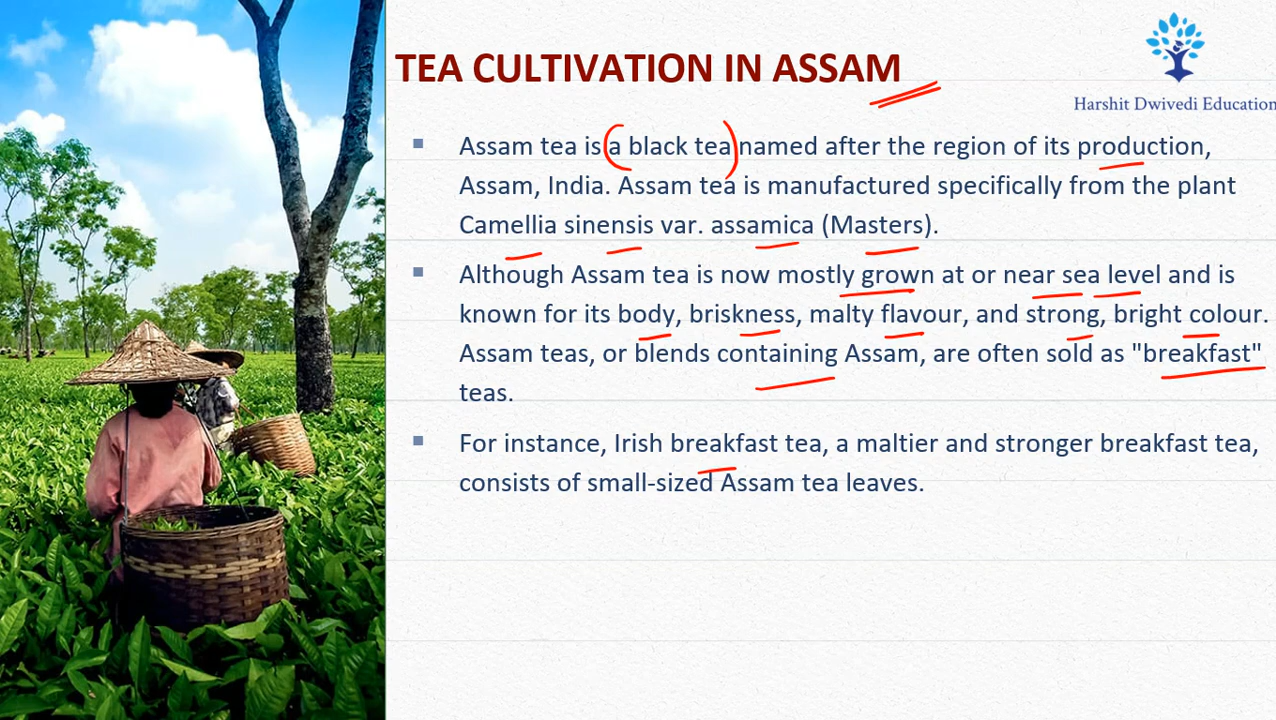 TEA CULTIVATION IN ASSAM
Harshit Dwivedi Education
▪ Assam tea is a black tea named after the region of its production,
Assam, India. Assam tea is manufactured specifically from the plant
Camellia sinensis var. assamica (Masters).
▪ Although Assam tea is now mostly grown at or near sea level and is
known for its body, briskness, malty flavour, and strong, bright colour.
Assam teas, or blends containing Assam, are often sold as "breakfast"
teas.
▪ For instance, Irish breakfast tea, a maltier and stronger breakfast tea,
consists of small-sized Assam tea leaves.